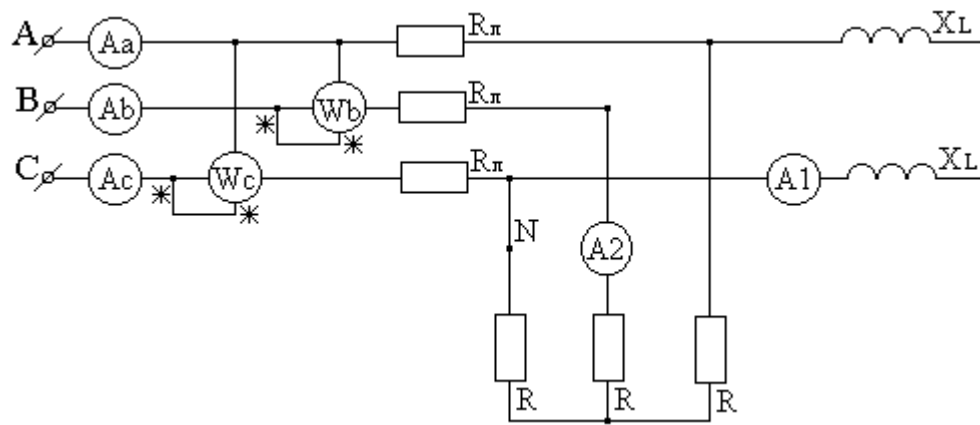 A Aa Rл XL
B Ab * Wb * Rл
C Ac * Wc * Rл A1 XL
N A2
R R R